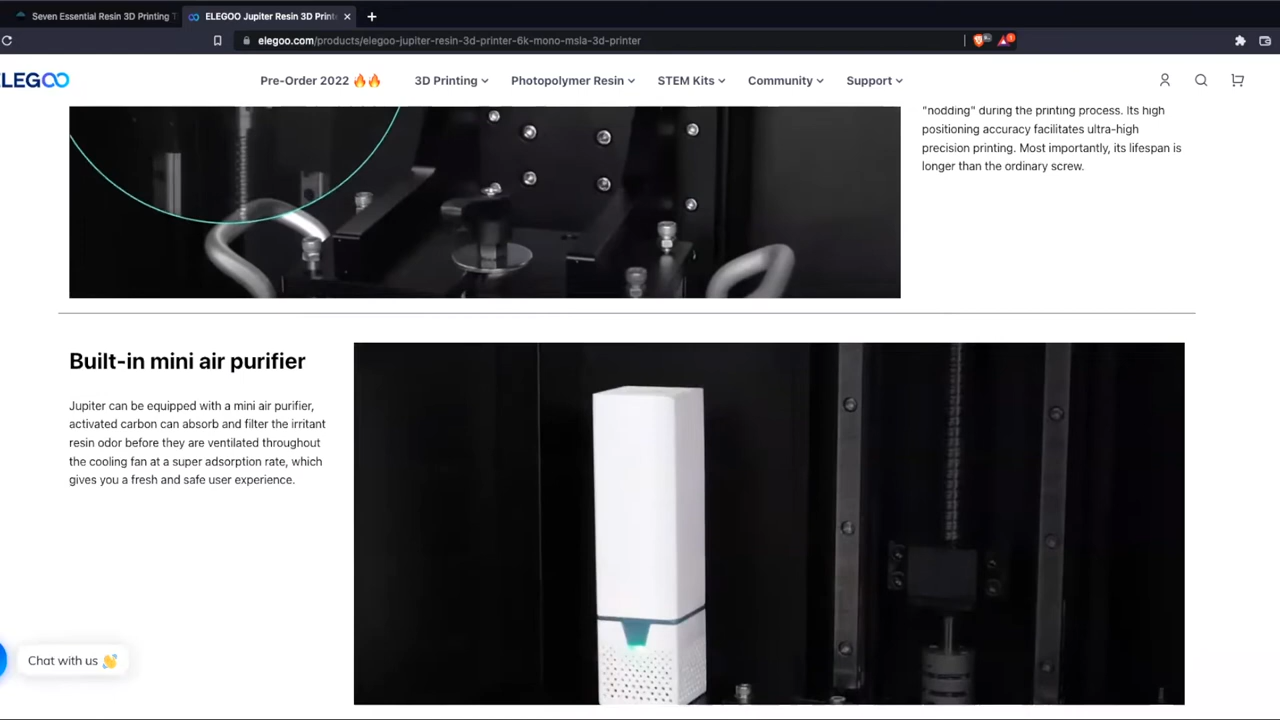 Seven Essential Resin 3D Printing T
ELEGOO Jupiter Resin 3D Print
elegoo.com/products/elegoo-jupiter-resin-3d-printer-6k-mono-msla-3d-printer
ELEGOO
Pre-Order 2022 🔥🔥
3D Printing
Photopolymer Resin
STEM Kits
Community
Support
"nodding" during the printing process. Its high
positioning accuracy facilitates ultra-high
precision printing. Most importantly, its lifespan is
longer than the ordinary screw.
Built-in mini air purifier
Jupiter can be equipped with a mini air purifier,
activated carbon can absorb and filter the irritant
resin odor before they are ventilated throughout
the cooling fan at a super adsorption rate, which
gives you a fresh and safe user experience.
Chat with us 👋